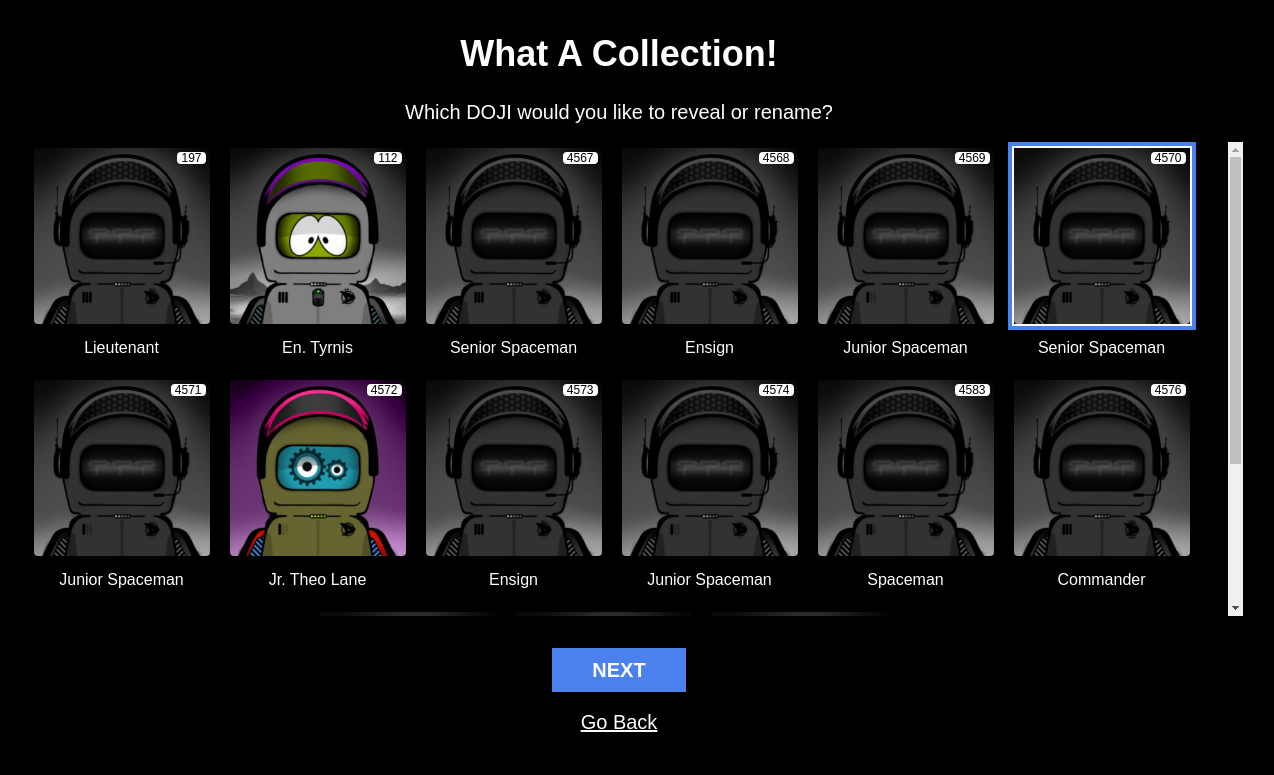 What A Collection!
Which DOJI would you like to reveal or rename?
197 112 4567 4568 4569 4570
Lieutenant En. Tyrnis Senior Spaceman Ensign Junior Spaceman Senior Spaceman
4571 4572 4573 4574 4583 4576
Junior Spaceman Jr. Theo Lane Ensign Junior Spaceman Spaceman Commander
NEXT
Go Back